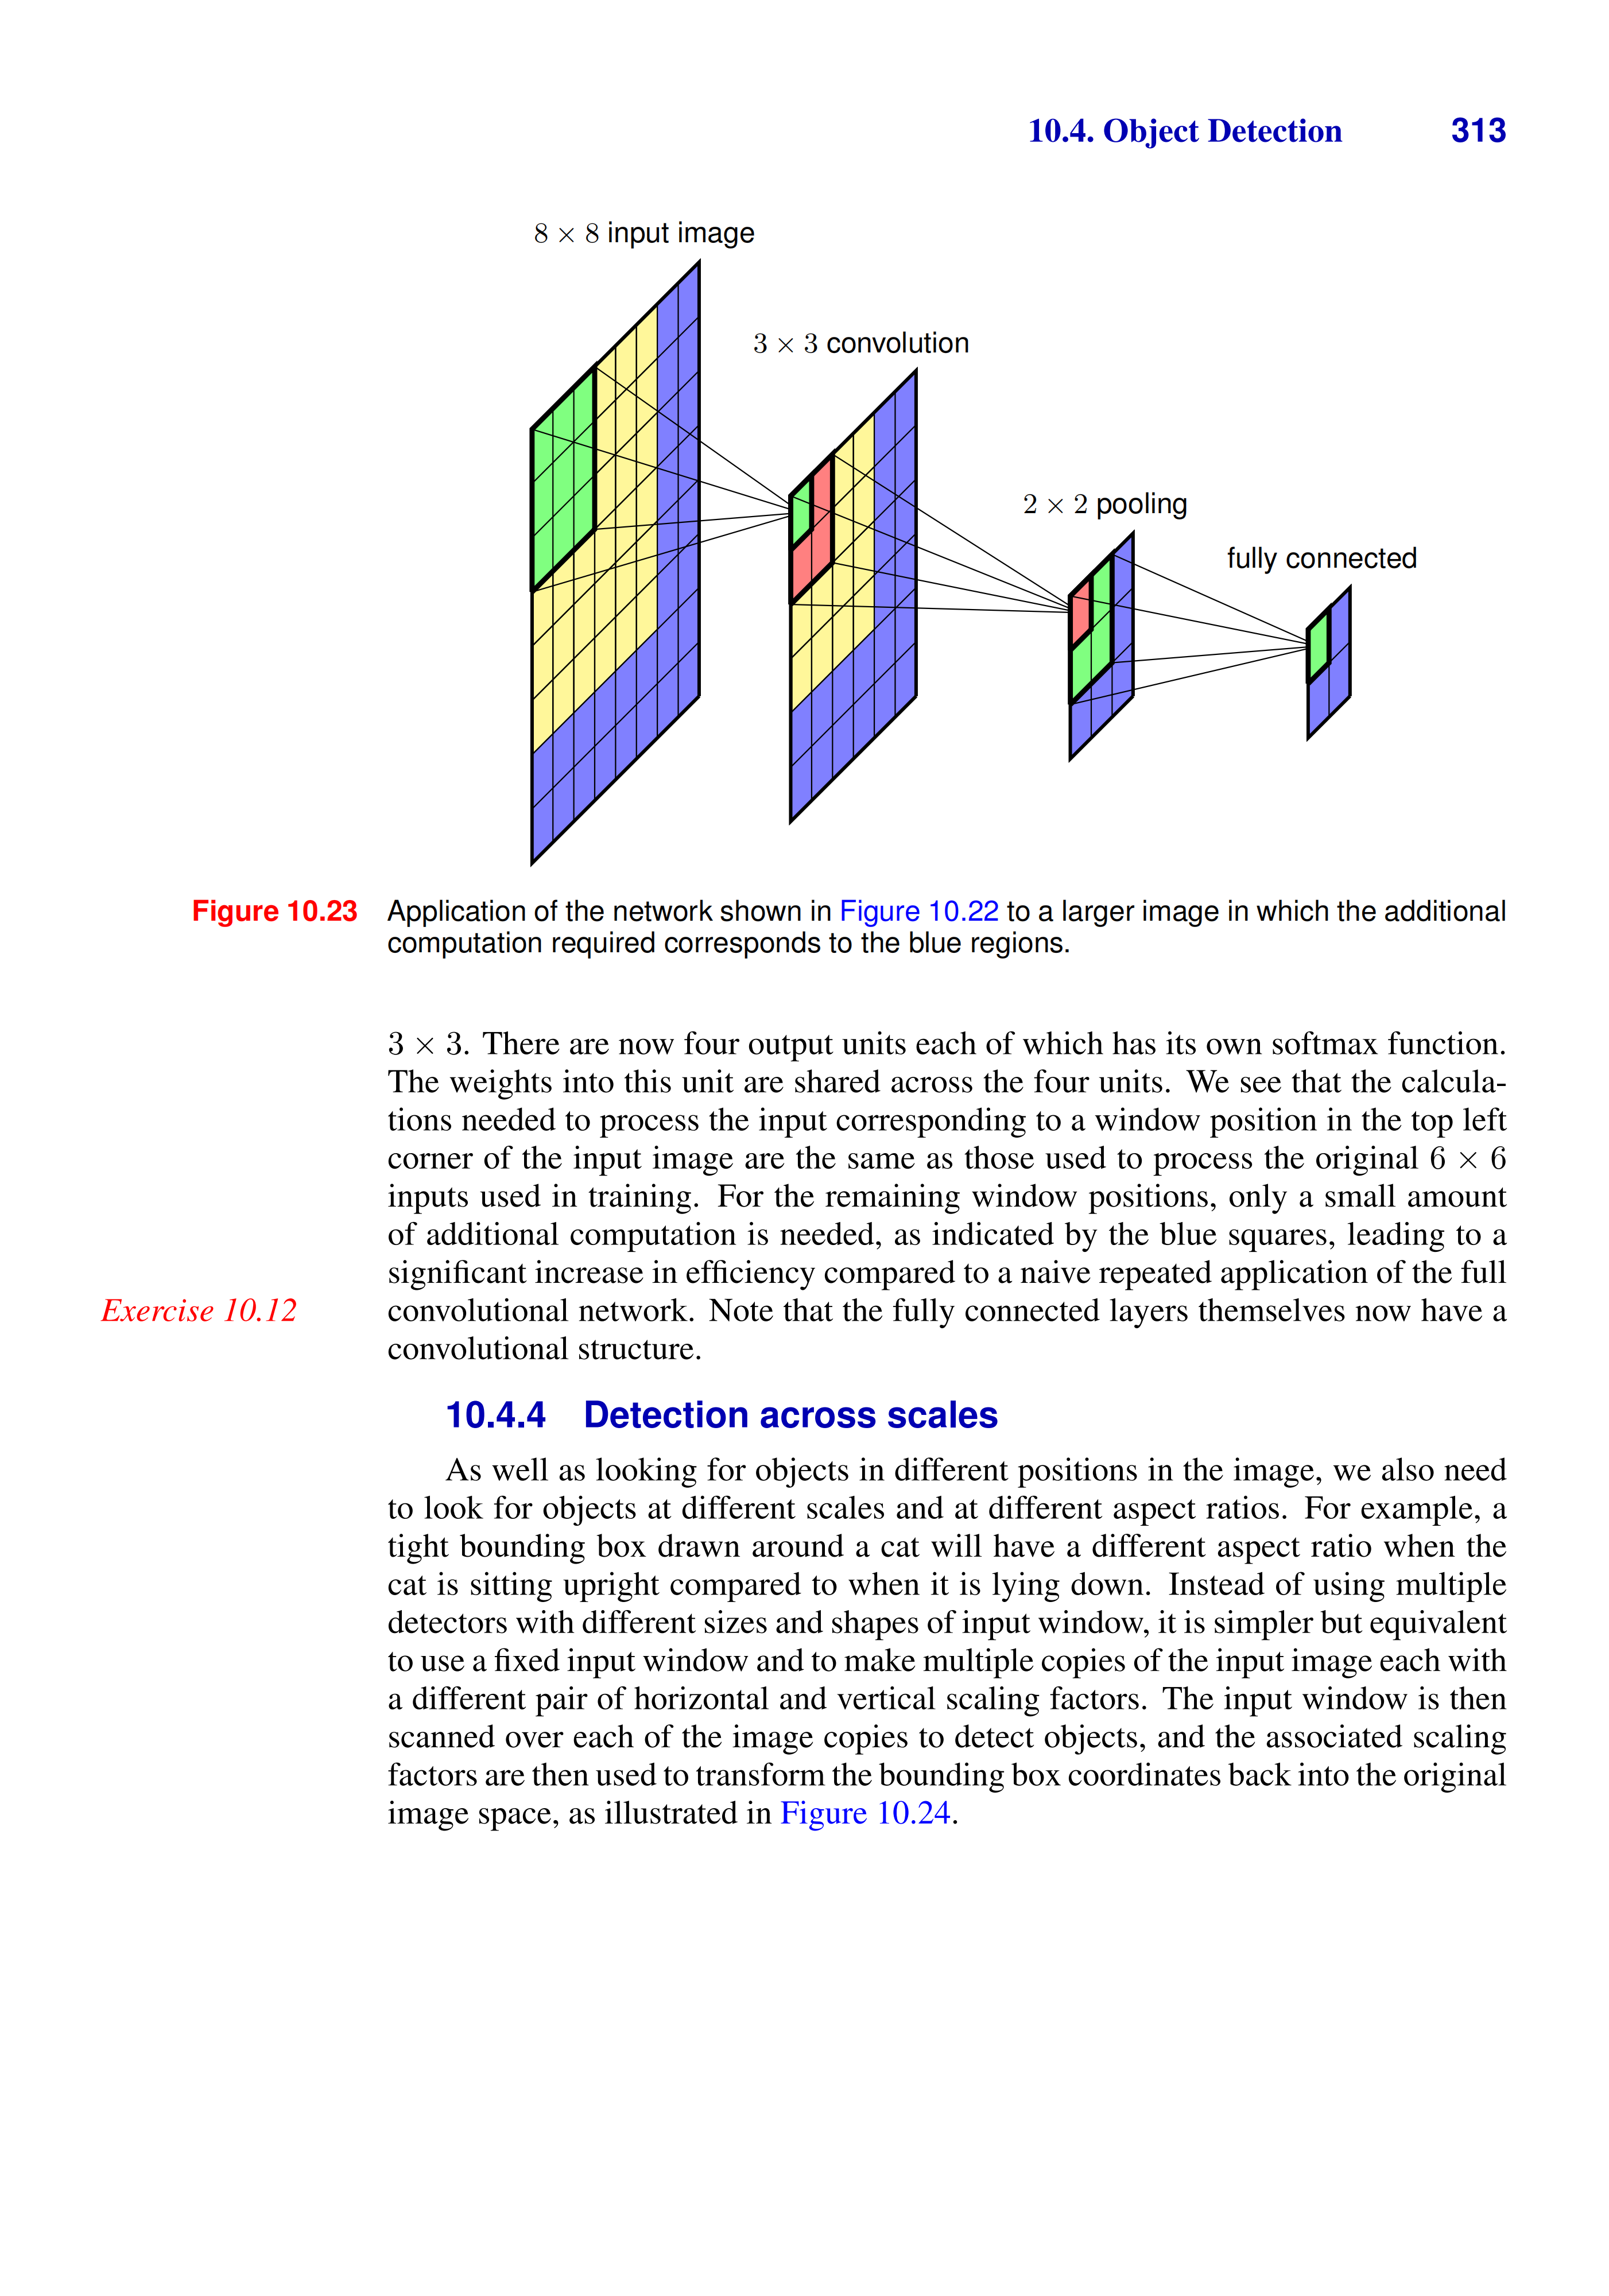 10.4. Object Detection 313
8 × 8 input image
3 × 3 convolution
2 × 2 pooling
fully connected
Figure 10.23 Application of the network shown in Figure 10.22 to a larger image in which the additional
computation required corresponds to the blue regions.
3 × 3. There are now four output units each of which has its own softmax function.
The weights into this unit are shared across the four units. We see that the calcula-
tions needed to process the input corresponding to a window position in the top left
corner of the input image are the same as those used to process the original 6 × 6
inputs used in training. For the remaining window positions, only a small amount
of additional computation is needed, as indicated by the blue squares, leading to a
significant increase in efficiency compared to a naive repeated application of the full
Exercise 10.12 convolutional network. Note that the fully connected layers themselves now have a
convolutional structure.
10.4.4 Detection across scales
As well as looking for objects in different positions in the image, we also need
to look for objects at different scales and at different aspect ratios. For example, a
tight bounding box drawn around a cat will have a different aspect ratio when the
cat is sitting upright compared to when it is lying down. Instead of using multiple
detectors with different sizes and shapes of input window, it is simpler but equivalent
to use a fixed input window and to make multiple copies of the input image each with
a different pair of horizontal and vertical scaling factors. The input window is then
scanned over each of the image copies to detect objects, and the associated scaling
factors are then used to transform the bounding box coordinates back into the original
image space, as illustrated in Figure 10.24.